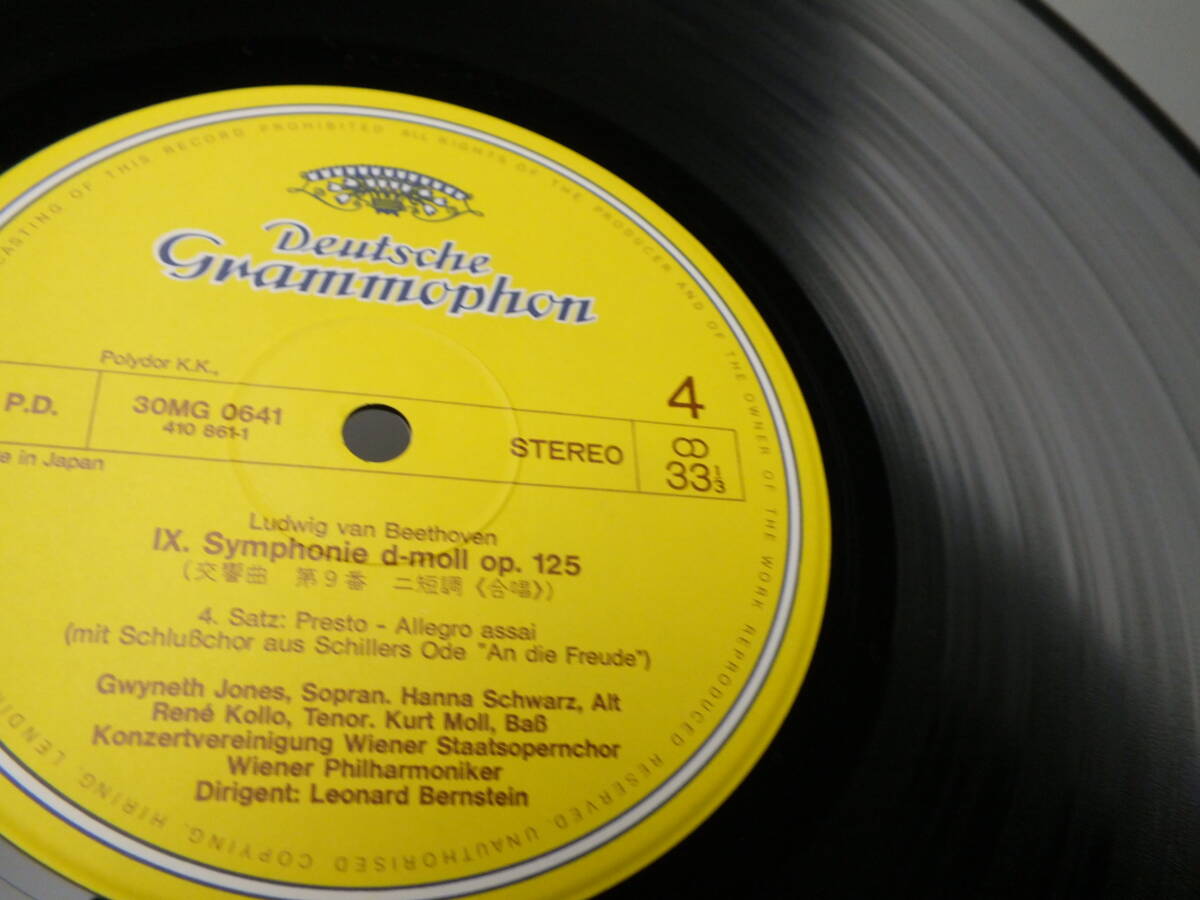 CASTING OF THIS RECORD PROHIBITED ALL RIGHTS OF THE PRODUCER AND OF THE OWNER OF THE WORK REPRODUCED RESERVED. UNAUTHORISED COPYING, HIRING, LENDING
Deutsche
Grammophon
Polydor K.K.,
4
P.D.
30MG 0641
410 861-1
STEREO
33 1/3
in Japan
Ludwig van Beethoven
IX. Symphonie d-moll op. 125
(交響曲 第9番 ニ短調《合唱》)
4. Satz: Presto - Allegro assai
(mit Schlußchor aus Schillers Ode "An die Freude")
Gwyneth Jones, Sopran. Hanna Schwarz, Alt
René Kollo, Tenor. Kurt Moll, Baß
Konzertvereinigung Wiener Staatsopernchor
Wiener Philharmoniker
Dirigent: Leonard Bernstein